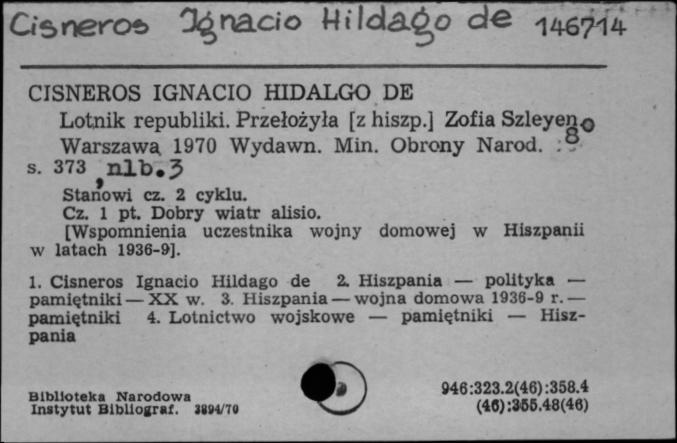 Cisneros Ignacio Hildago de 146714
CISNEROS IGNACIO HIDALGO DE
Lotnik republiki. Przełożyła [z hiszp.] Zofia Szleyen.
Warszawa 1970 Wydawn. Min. Obrony Narod. : 8°
s. 373, nlb. 3
Stanowi cz. 2 cyklu.
Cz. 1 pt. Dobry wiatr alisio.
[Wspomnienia uczestnika wojny domowej w Hiszpanii
w latach 1936-9].
1. Cisneros Ignacio Hildago de 2. Hiszpania — polityka —
pamiętniki — XX w. 3. Hiszpania — wojna domowa 1936-9 r. —
pamiętniki 4. Lotnictwo wojskowe — pamiętniki — Hisz-
pania
Biblioteka Narodowa 946:323.2(46):358.4
Instytut Bibliograf. 3894/70 (46):355.48(46)